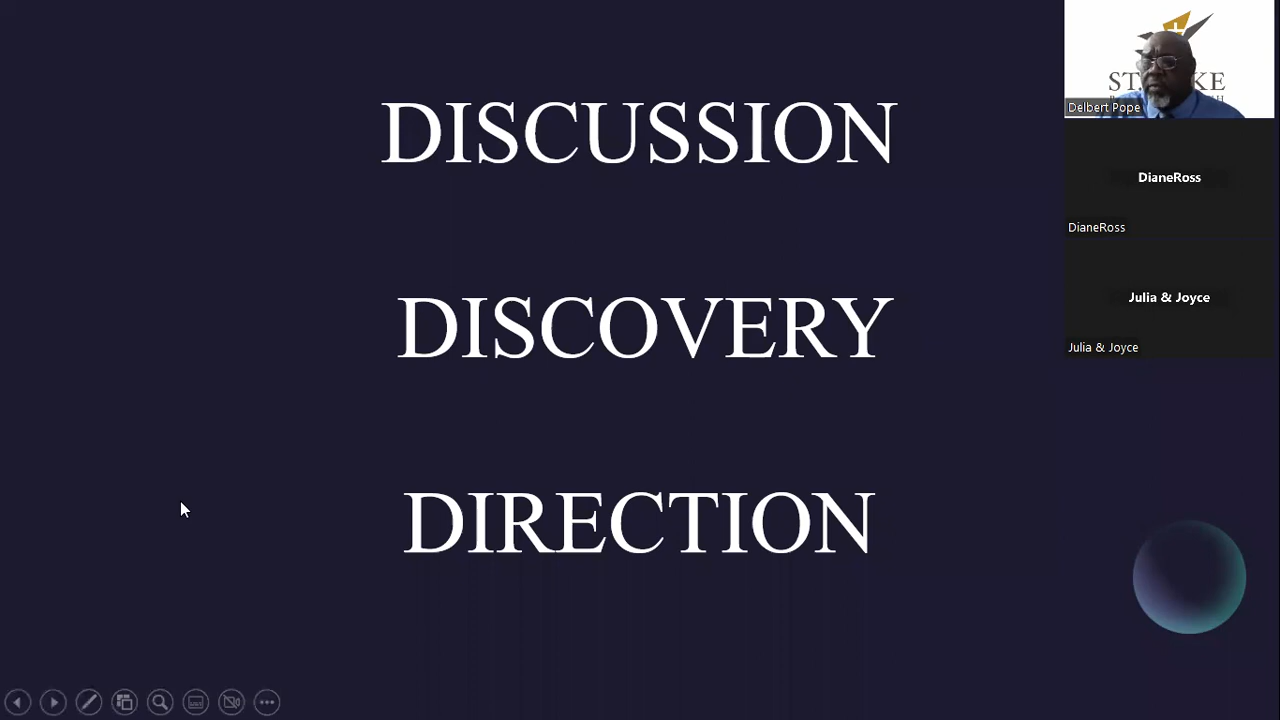 DISCUSSION
DISCOVERY
DIRECTION
Delbert Pope
DianeRoss
DianeRoss
Julia & Joyce
Julia & Joyce